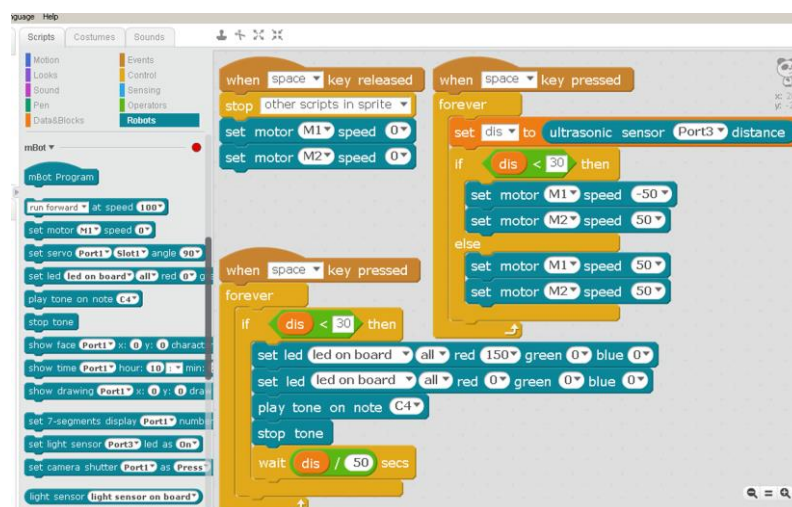 guage Help
Scripts Costumes Sounds
Motion Events
Looks Control
Sound Sensing
Pen Operators
Data&Blocks Robots
mBot
mBot Program
run forward at speed 100
set motor M1 speed 0
set servo Port1 Slot1 angle 90
set led led on board all red 0 g
play tone on note C4
stop tone
show face Port1 x: 0 y: 0 charact
show time Port1 hour: 10 : min:
show drawing Port1 x: 0 y: 0 dra
set 7-segments display Port1 numb
set light sensor Port3 led as On
set camera shutter Port1 as Press
light sensor light sensor on board
when space key released
stop other scripts in sprite
set motor M1 speed 0
set motor M2 speed 0
when space key pressed
forever
set dis to ultrasonic sensor Port3 distance
if dis < 30 then
set motor M1 speed -50
set motor M2 speed 50
else
set motor M1 speed 50
set motor M2 speed 50
when space key pressed
forever
if dis < 30 then
set led led on board all red 150 green 0 blue 0
set led led on board all red 0 green 0 blue 0
play tone on note C4
stop tone
wait dis / 50 secs
x: 2
y: